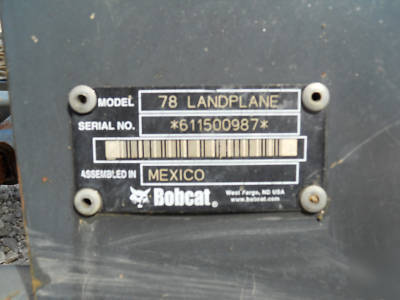 MODEL 78 LANDPLANE
SERIAL NO. *611500987*
ASSEMBLED IN MEXICO
Bobcat® West Fargo, ND USA
www.bobcat.com